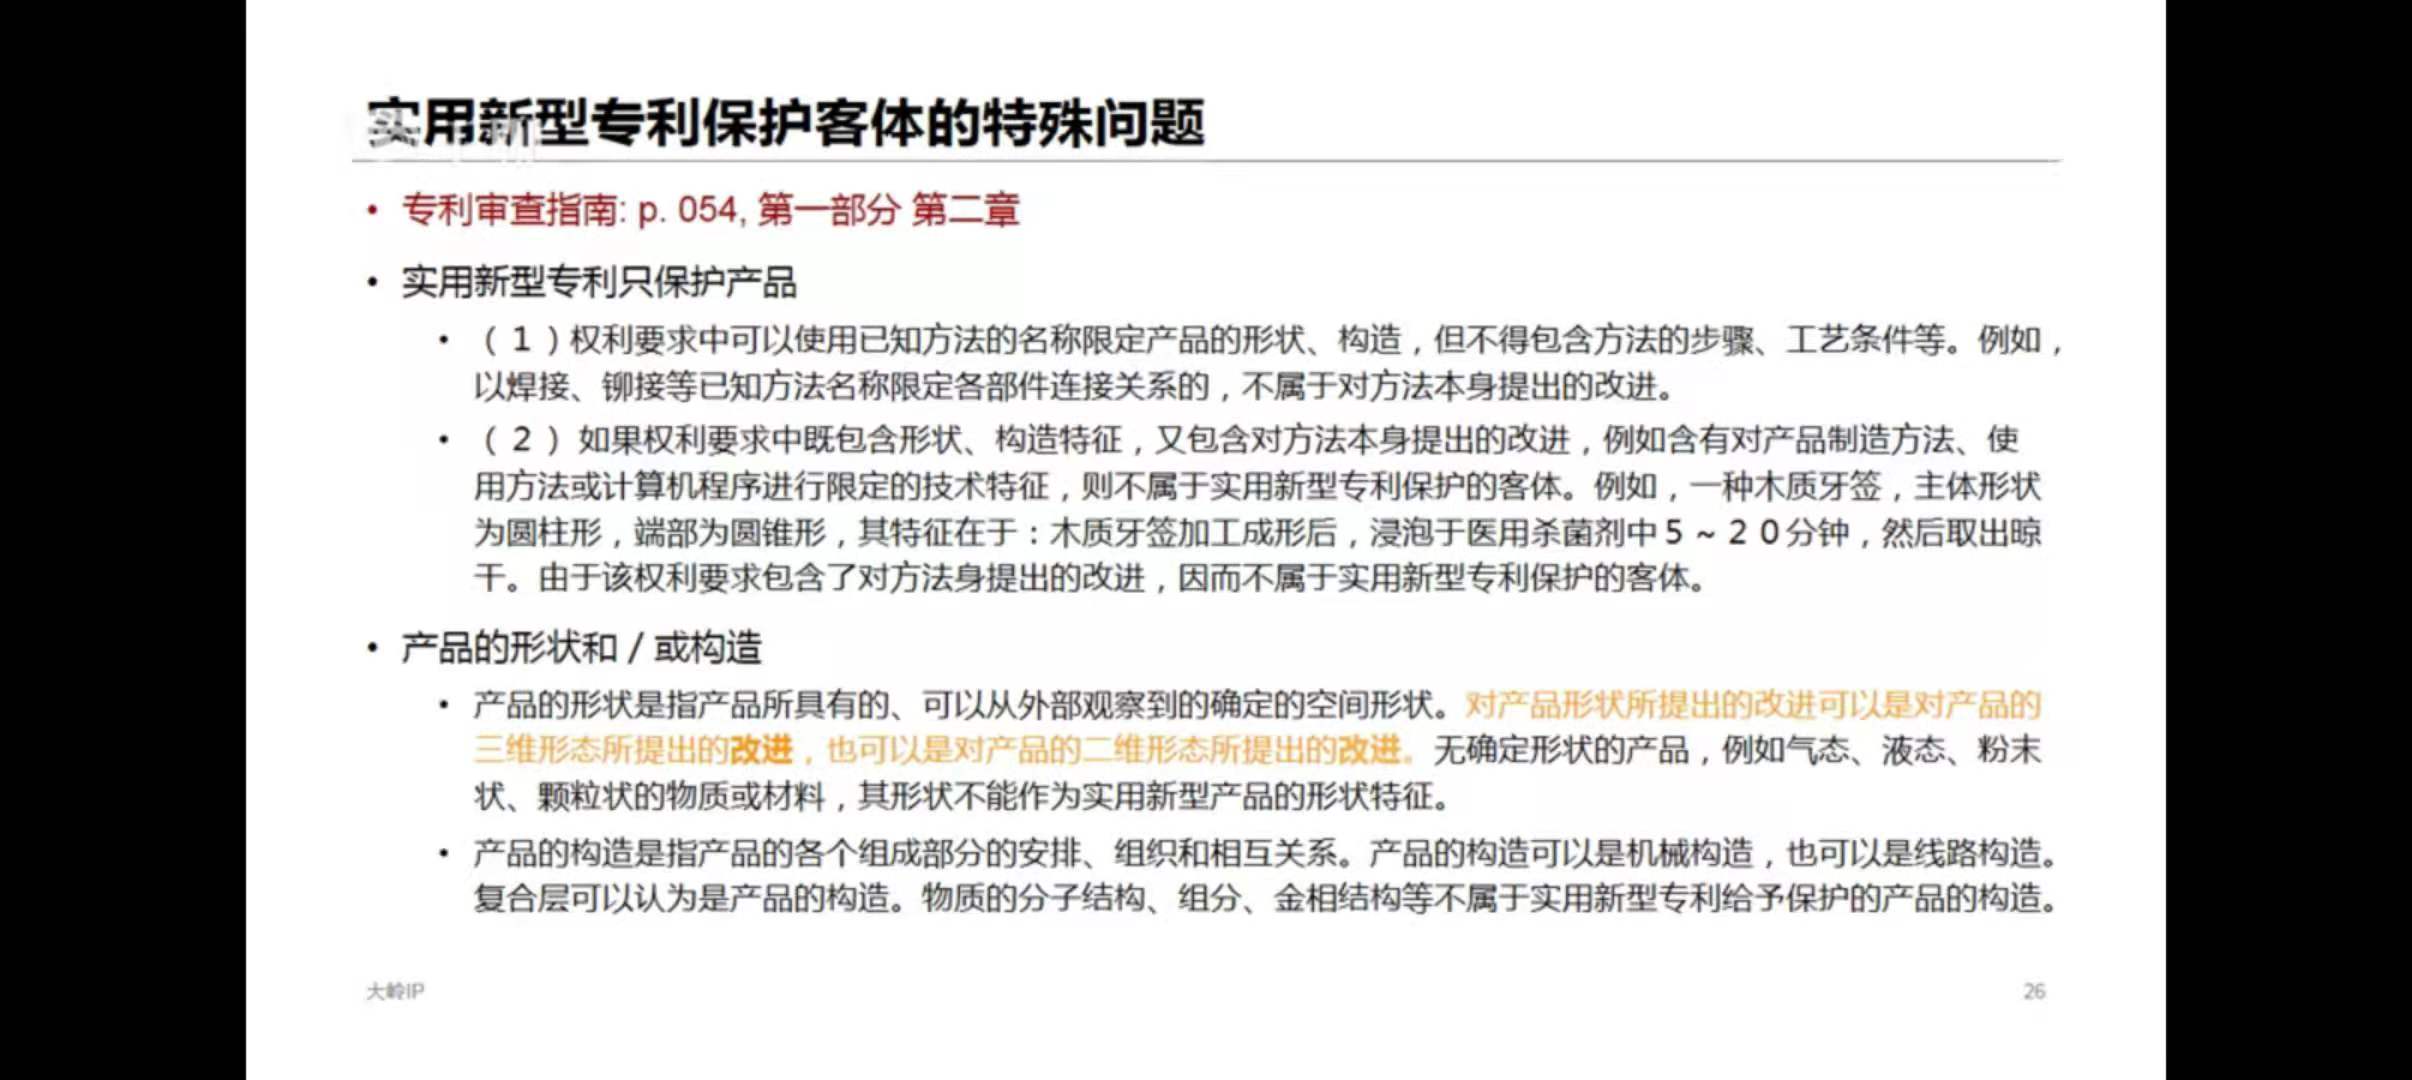 实用新型专利保护客体的特殊问题
• 专利审查指南: p. 054, 第一部分 第二章
• 实用新型专利只保护产品
• （1）权利要求中可以使用已知方法的名称限定产品的形状、构造，但不得包含方法的步骤、工艺条件等。例如，
以焊接、铆接等已知方法名称限定各部件连接关系的，不属于对方法本身提出的改进。
• （2） 如果权利要求中既包含形状、构造特征，又包含对方法本身提出的改进，例如含有对产品制造方法、使
用方法或计算机程序进行限定的技术特征，则不属于实用新型专利保护的客体。例如，一种木质牙签，主体形状
为圆柱形，端部为圆锥形，其特征在于：木质牙签加工成形后，浸泡于医用杀菌剂中5~20分钟，然后取出晾
干。由于该权利要求包含了对方法身提出的改进，因而不属于实用新型专利保护的客体。
• 产品的形状和 / 或构造
• 产品的形状是指产品所具有的、可以从外部观察到的确定的空间形状。对产品形状所提出的改进可以是对产品的
三维形态所提出的改进，也可以是对产品的二维形态所提出的改进。无确定形状的产品，例如气态、液态、粉末
状、颗粒状的物质或材料，其形状不能作为实用新型产品的形状特征。
• 产品的构造是指产品的各个组成部分的安排、组织和相互关系。产品的构造可以是机械构造，也可以是线路构造。
复合层可以认为是产品的构造。物质的分子结构、组分、金相结构等不属于实用新型专利给予保护的产品的构造。
大岭IP
26